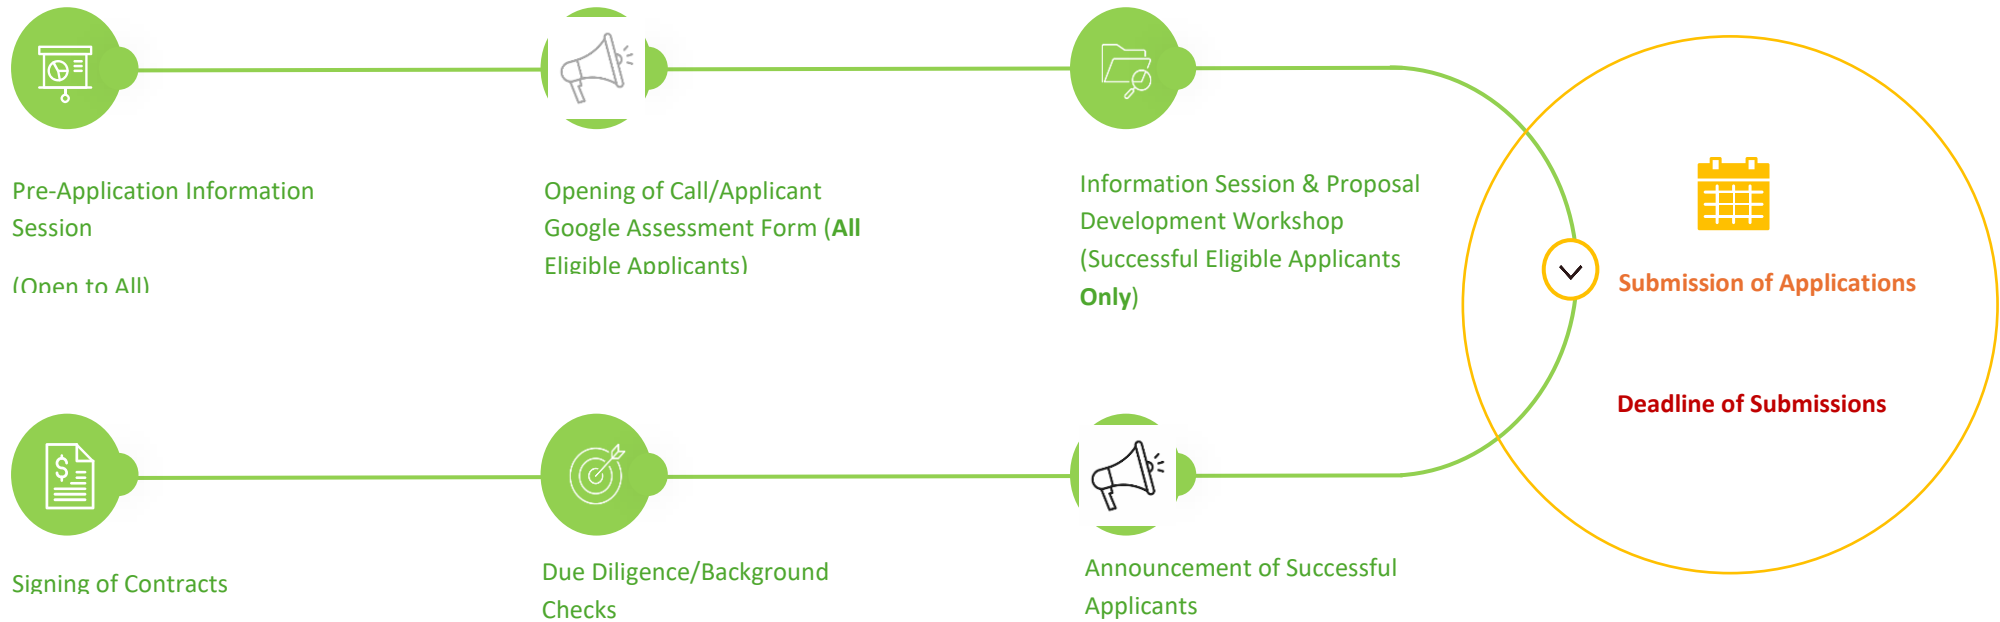 Pre-Application Information
Session
(Open to All)
Opening of Call/Applicant
Google Assessment Form (All
Eligible Applicants)
Information Session & Proposal
Development Workshop
(Successful Eligible Applicants
Only)
Submission of Applications
Deadline of Submissions
Announcement of Successful
Applicants
Due Diligence/Background
Checks
Signing of Contracts